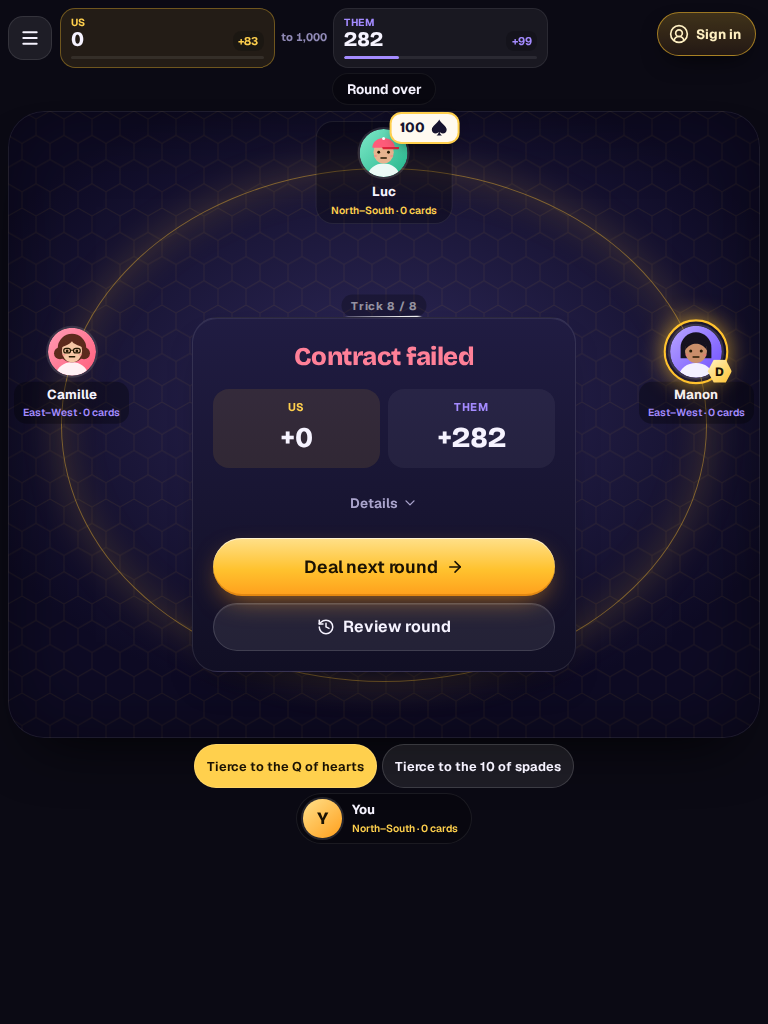 US
0
+83
to 1,000
THEM
282
+99
Sign in
Round over
100
Luc
North–South · 0 cards
Trick 8 / 8
Camille
East–West · 0 cards
D
Manon
East–West · 0 cards
Contract failed
US
+0
THEM
+282
Details
Deal next round
Review round
Tierce to the Q of hearts
Tierce to the 10 of spades
Y
You
North–South · 0 cards